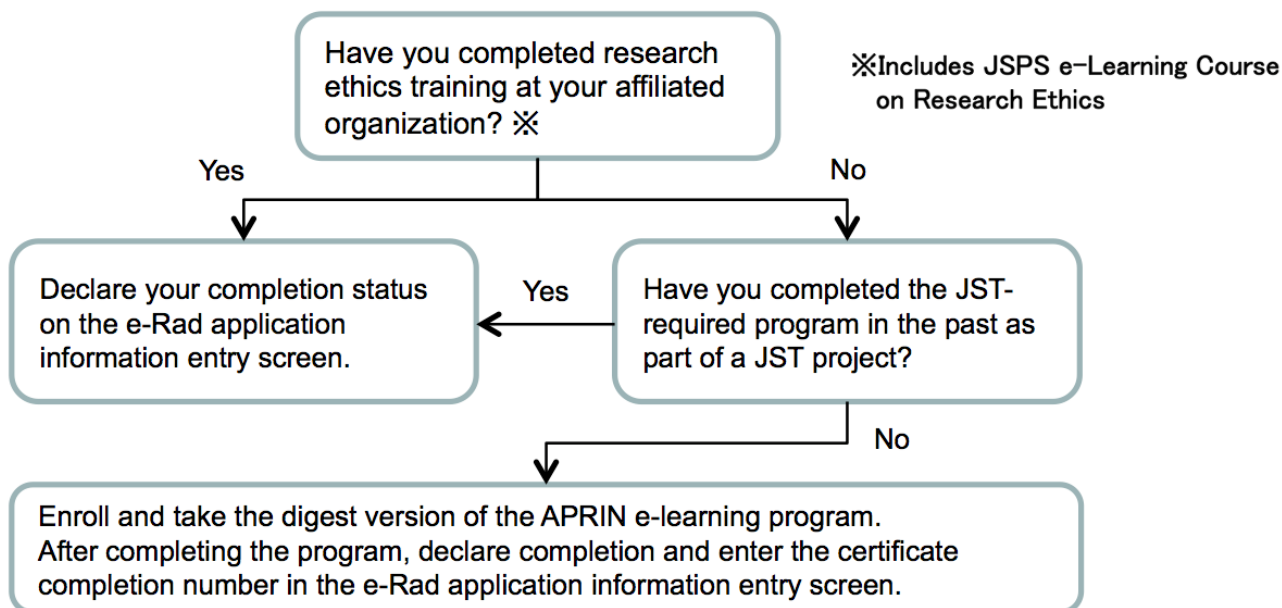 Have you completed research
ethics training at your affiliated
organization? ※
※Includes JSPS e-Learning Course
on Research Ethics
Yes
No
Declare your completion status
on the e-Rad application
information entry screen.
Yes
Have you completed the JST-
required program in the past as
part of a JST project?
No
Enroll and take the digest version of the APRIN e-learning program.
After completing the program, declare completion and enter the certificate
completion number in the e-Rad application information entry screen.